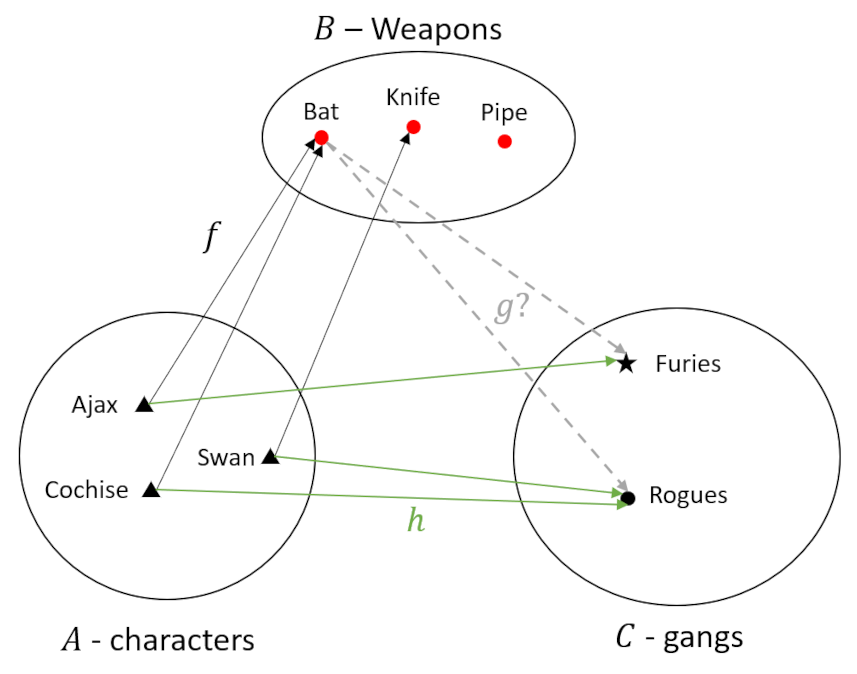 B – Weapons
Knife
Bat
Pipe
f
g?
Furies
Ajax
Swan
Cochise
Rogues
h
A - characters
C - gangs